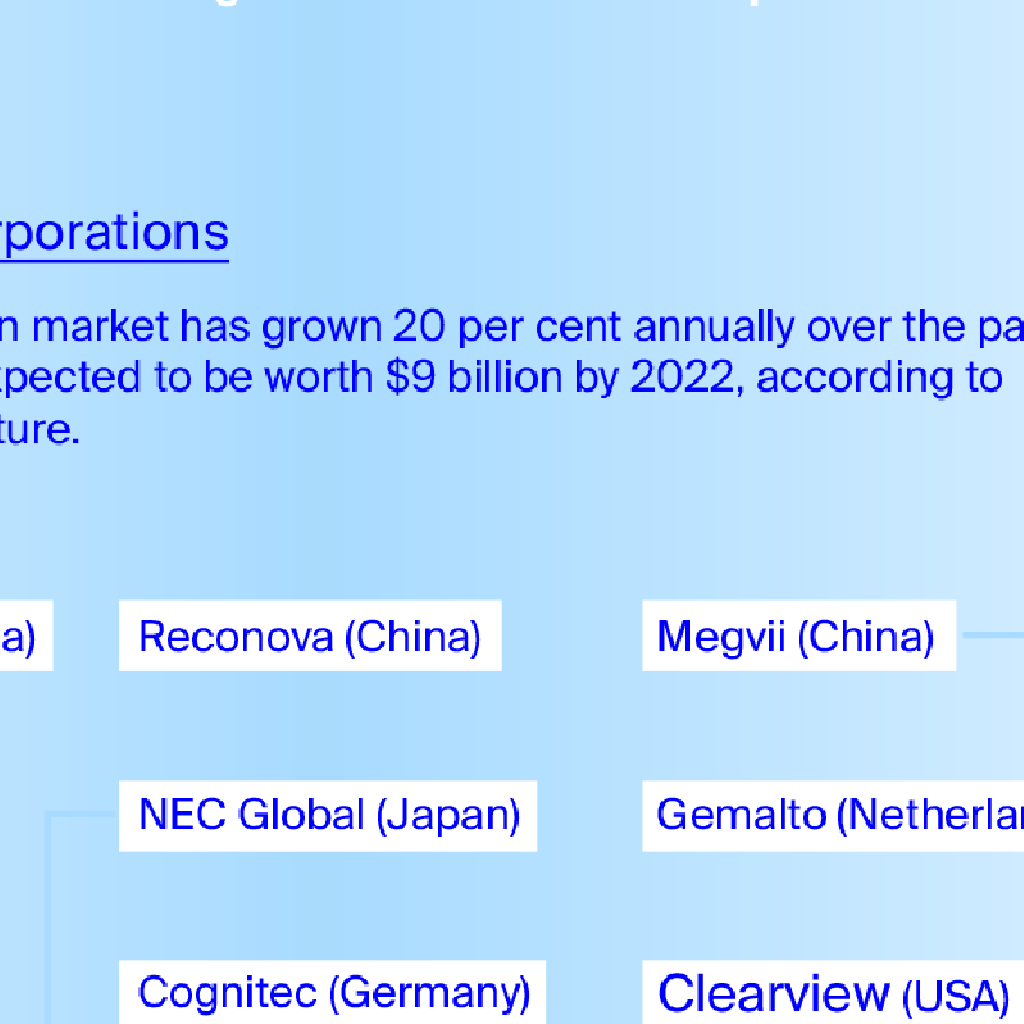 rporations
n market has grown 20 per cent annually over the pa
xpected to be worth $9 billion by 2022, according to
ture.
a) Reconova (China) Megvii (China)
NEC Global (Japan) Gemalto (Netherlan
Cognitec (Germany) Clearview (USA)